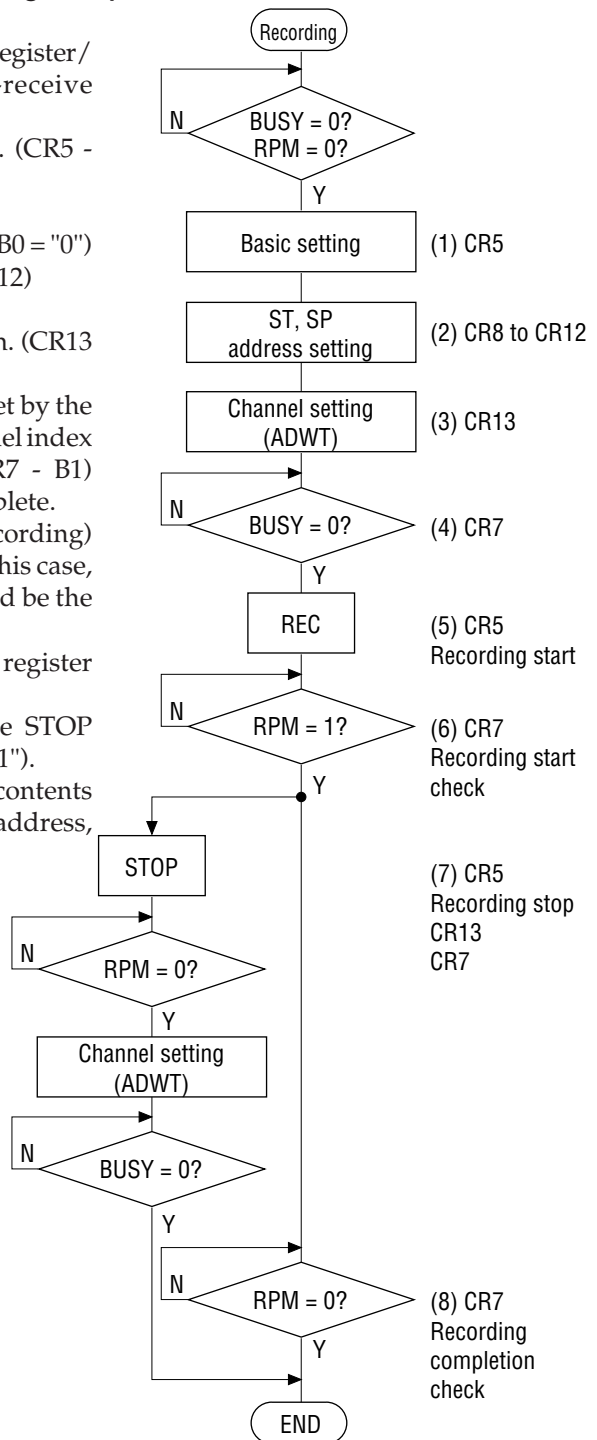 egister/
-receive
. (CR5 -
B0 = "0")
12)
n. (CR13
et by the
nel index
R7 - B1)
plete.
cording)
his case,
d be the
register
e STOP
1").
contents
address,
Recording
N
BUSY = 0?
RPM = 0?
Y
Basic setting
(1) CR5
ST, SP
address setting
(2) CR8 to CR12
Channel setting
(ADWT)
(3) CR13
N
BUSY = 0?
(4) CR7
Y
REC
(5) CR5
Recording start
N
RPM = 1?
(6) CR7
Recording start
check
Y
STOP
(7) CR5
Recording stop
CR13
CR7
N
RPM = 0?
Y
Channel setting
(ADWT)
N
BUSY = 0?
Y
N
RPM = 0?
(8) CR7
Recording
completion
check
Y
END